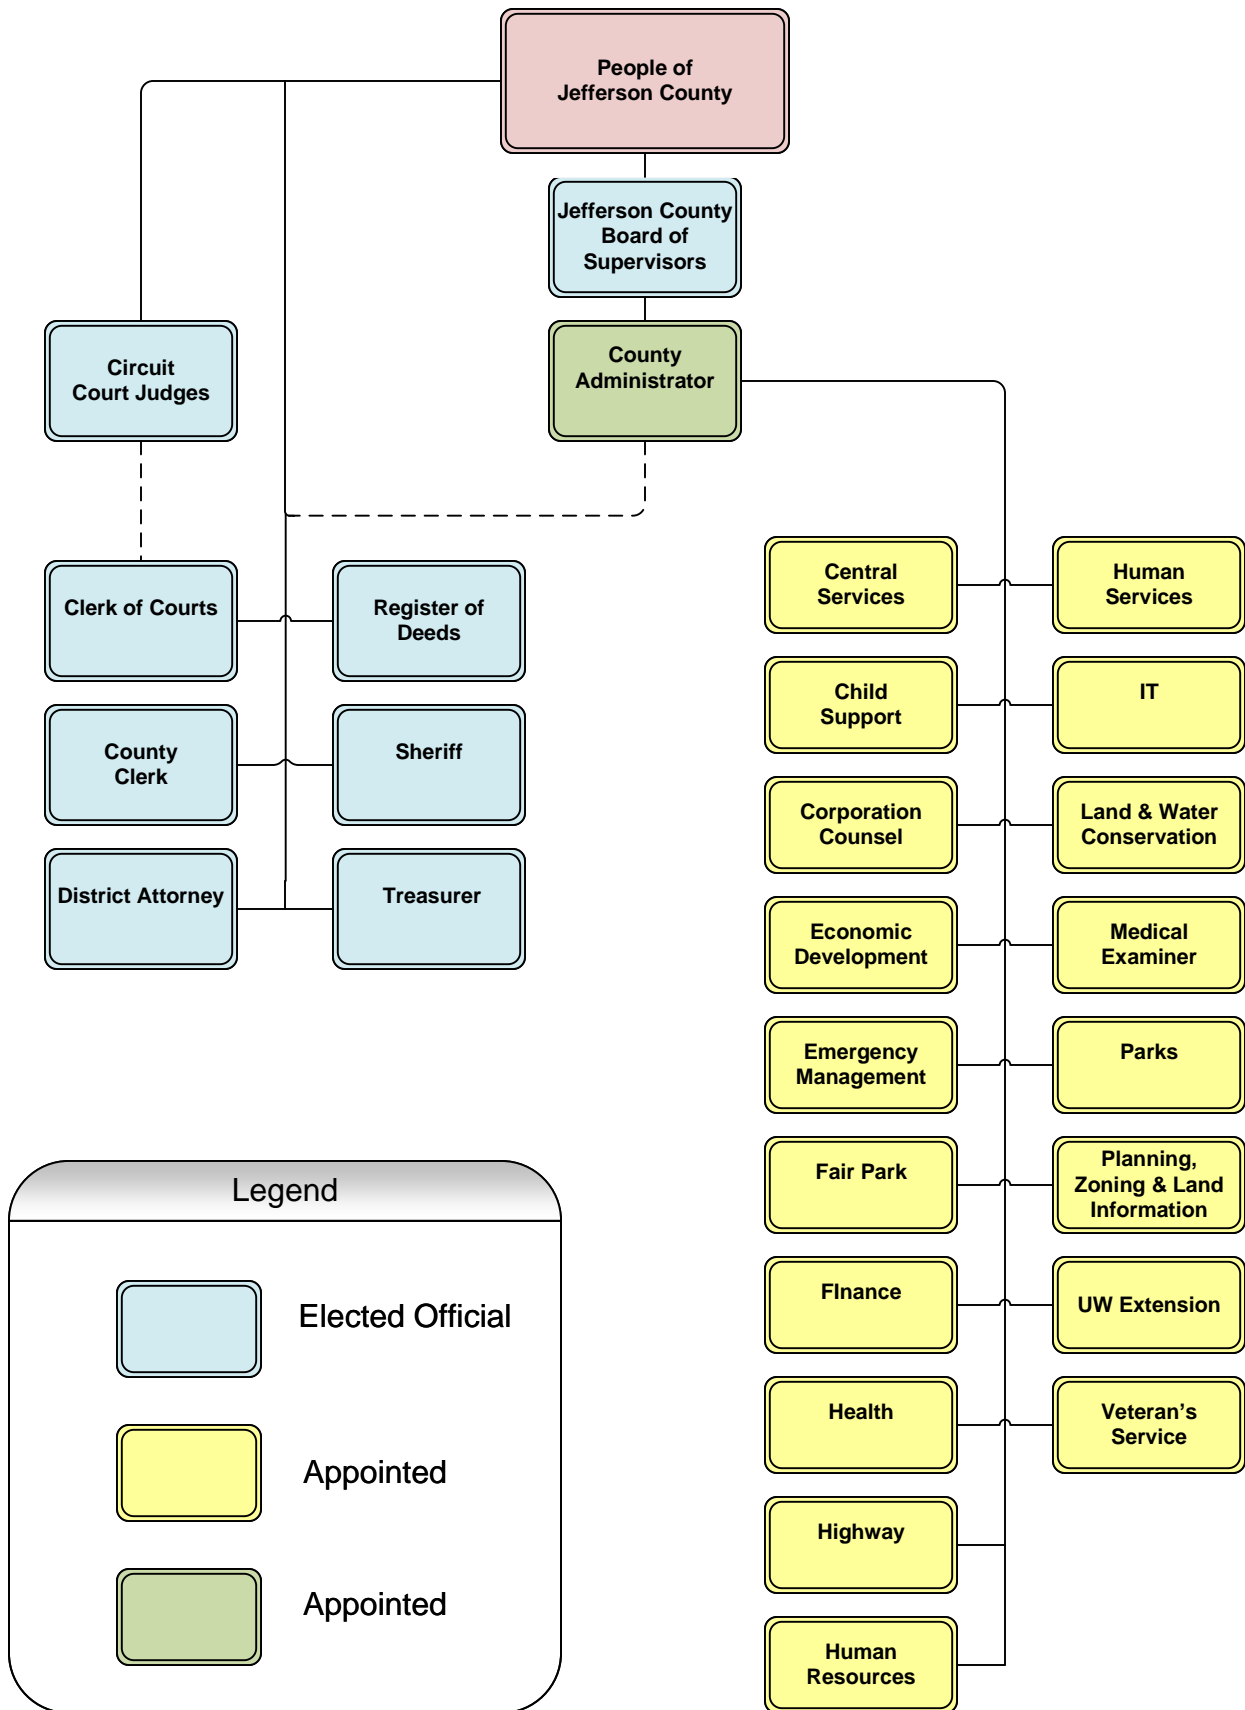 People of
Jefferson County
Jefferson County
Board of
Supervisors
Circuit
Court Judges
County
Administrator
Clerk of Courts
Register of
Deeds
County
Clerk
Sheriff
District Attorney
Treasurer
Central
Services
Human
Services
Child
Support
IT
Corporation
Counsel
Land & Water
Conservation
Economic
Development
Medical
Examiner
Emergency
Management
Parks
Fair Park
Planning,
Zoning & Land
Information
FInance
UW Extension
Health
Veteran’s
Service
Highway
Human
Resources
Legend
Elected Official
Appointed
Appointed